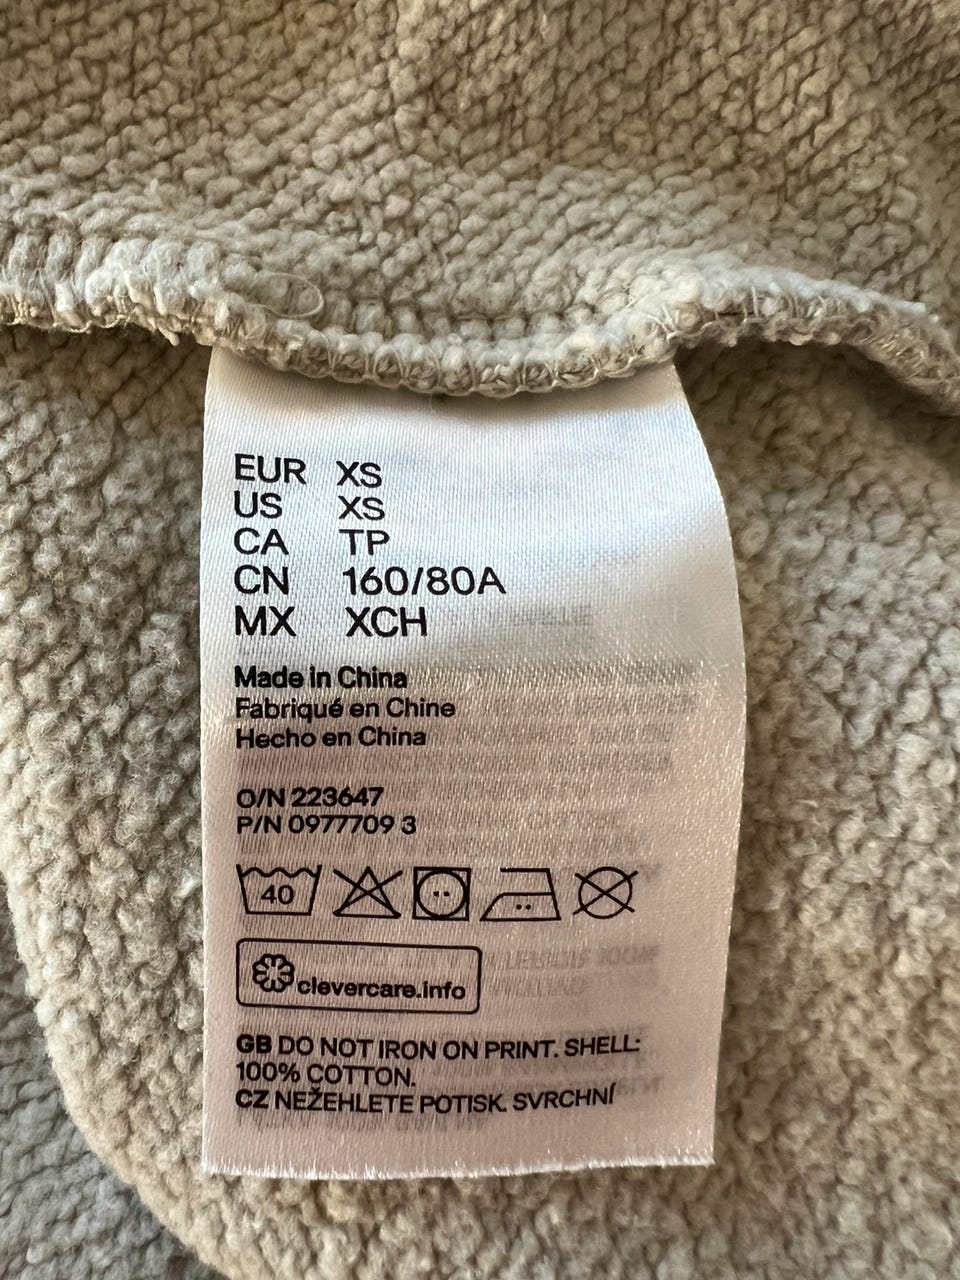 EUR XS
US XS
CA TP
CN 160/80A
MX XCH
Made in China
Fabriqué en Chine
Hecho en China
O/N 223647
P/N 0977709 3
40
clevercare.info
GB DO NOT IRON ON PRINT. SHELL:
100% COTTON.
CZ NEŽEHLETE POTISK. SVRCHNÍ